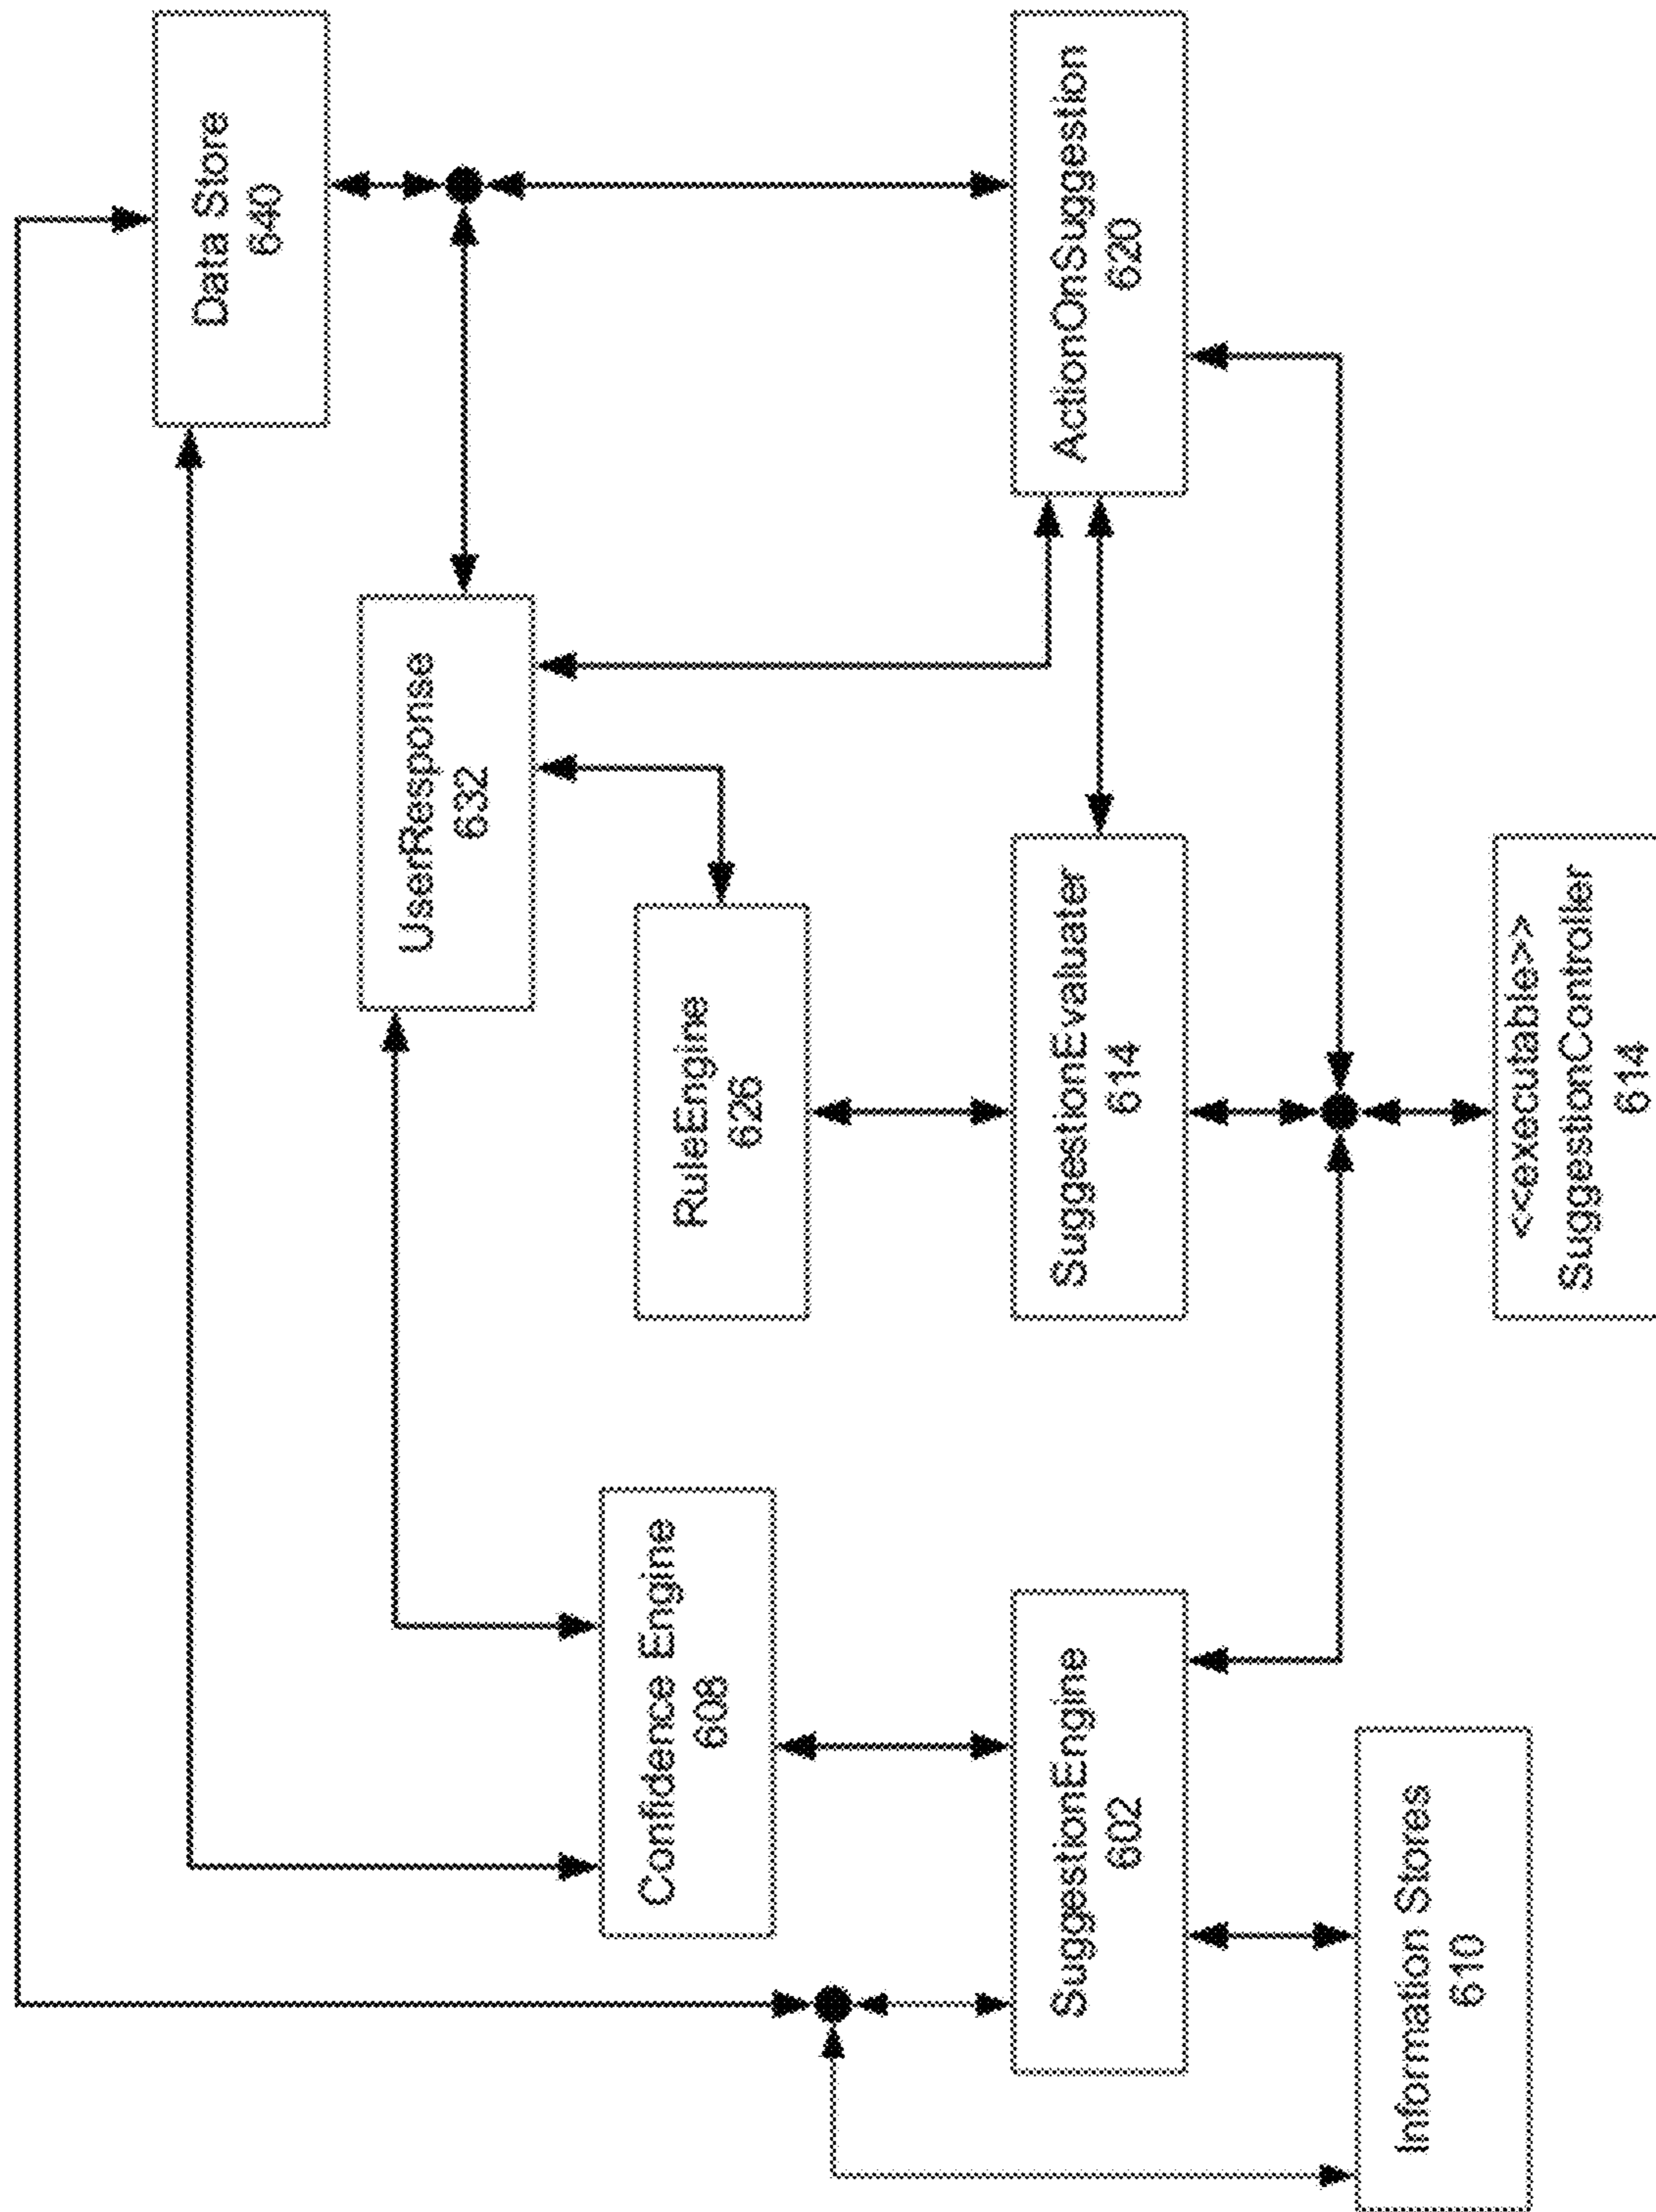 Data Store
640
UserResponse
632
Confidence Engine
608
RuleEngine
626
SuggestionEngine
602
SuggestionEvaluater
614
ActionOnSuggestion
620
Information Stores
610
<<executable>>
SuggestionController
614